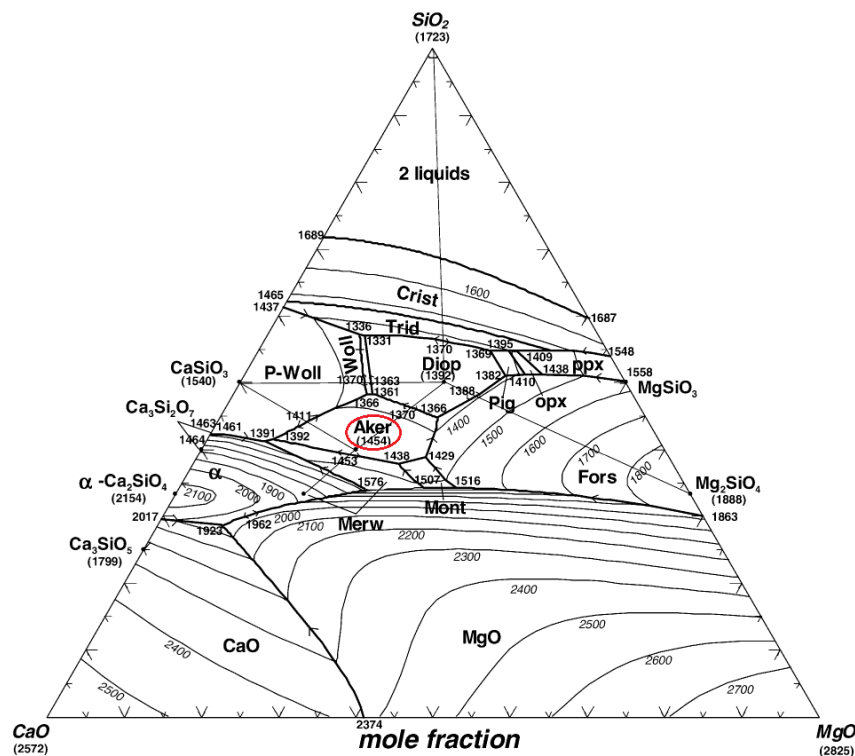 SiO2
(1723)
2 liquids
1689
1600
Crist
1465
1437
1687
Trid
1336
1331
1395
1548
1370
1369
1409
ppx
1558
CaSiO3
(1540)
P-Woll
Woll
Diop
(1392)
1438
MgSiO3
1370
1363
1361
1382
1410
1388
Pig
opx
Ca3Si2O7
1366
1366
1370
1411
1400
1463
1461
1391
1392
Aker
(1454)
1500
1464
1453
1438
1429
1600
1700
α
1800
α -Ca2SiO4
(2154)
2100
2000
1900
1576
1507
1516
Fors
Mg2SiO4
(1888)
Mont
2017
1962
2000
Merw
1863
1923
2100
2200
Ca3SiO5
(1799)
2300
2400
CaO
MgO
2500
2400
2600
2500
2700
2374
CaO
(2572)
mole fraction
MgO
(2825)